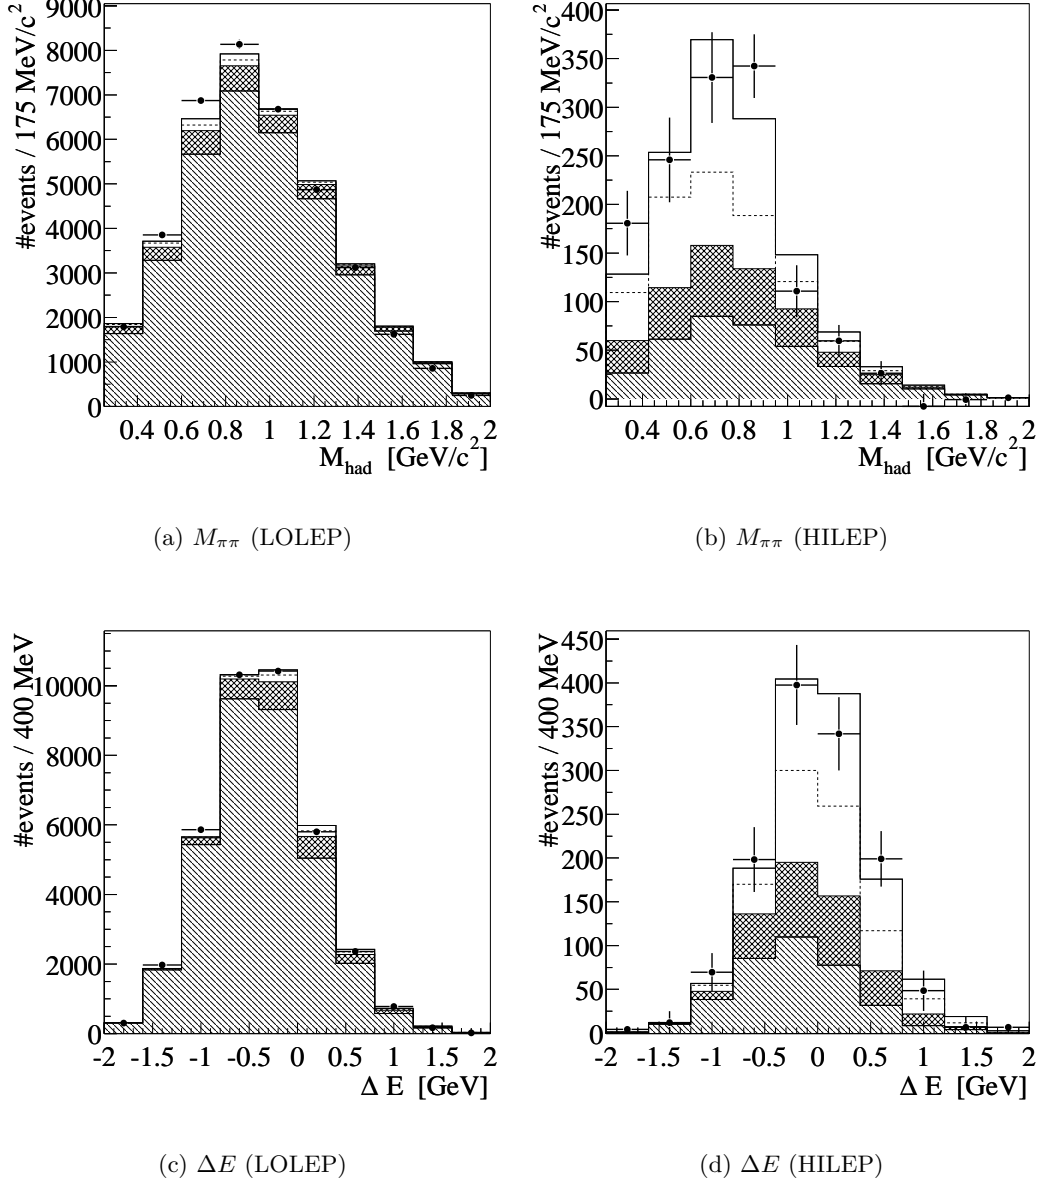 #events / 175 MeV/c²
9000
8000
7000
6000
5000
4000
3000
2000
1000
0
0.4 0.6 0.8 1 1.2 1.4 1.6 1.8 2
M_had [GeV/c²]
(a) M_ππ (LOLEP)
#events / 175 MeV/c²
400
350
300
250
200
150
100
50
0
0.4 0.6 0.8 1 1.2 1.4 1.6 1.8 2
M_had [GeV/c²]
(b) M_ππ (HILEP)
#events / 400 MeV
10000
8000
6000
4000
2000
0
-2 -1.5 -1 -0.5 0 0.5 1 1.5 2
Δ E [GeV]
(c) ΔE (LOLEP)
#events / 400 MeV
450
400
350
300
250
200
150
100
50
0
-2 -1.5 -1 -0.5 0 0.5 1 1.5 2
Δ E [GeV]
(d) ΔE (HILEP)